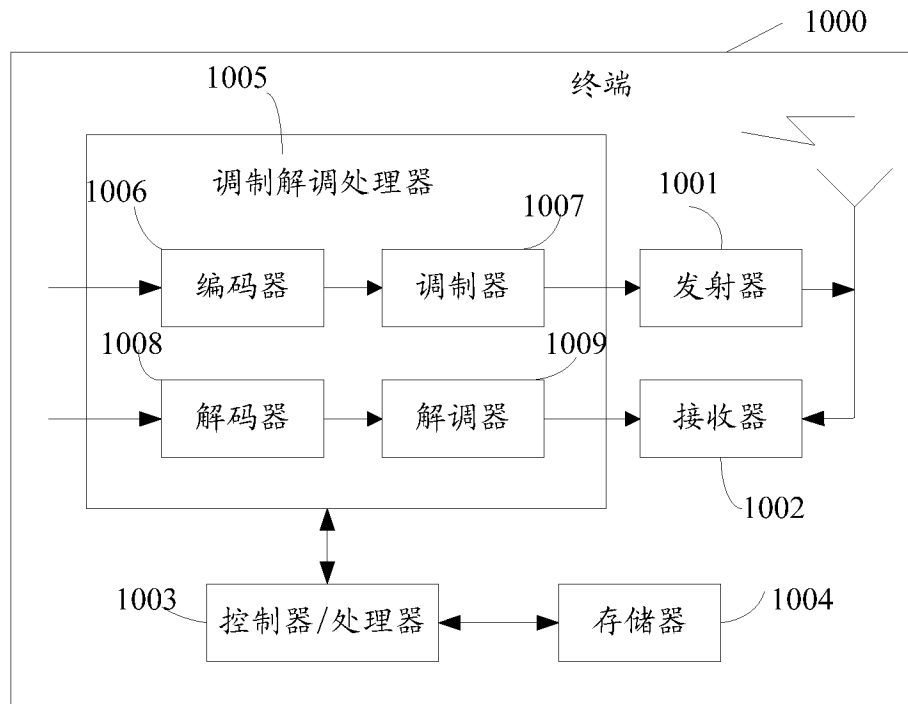 1000
1005
终端
调制解调处理器
1006
1007
1001
编码器
调制器
发射器
1008
1009
解码器
解调器
接收器
1002
1003
控制器/处理器
存储器
1004